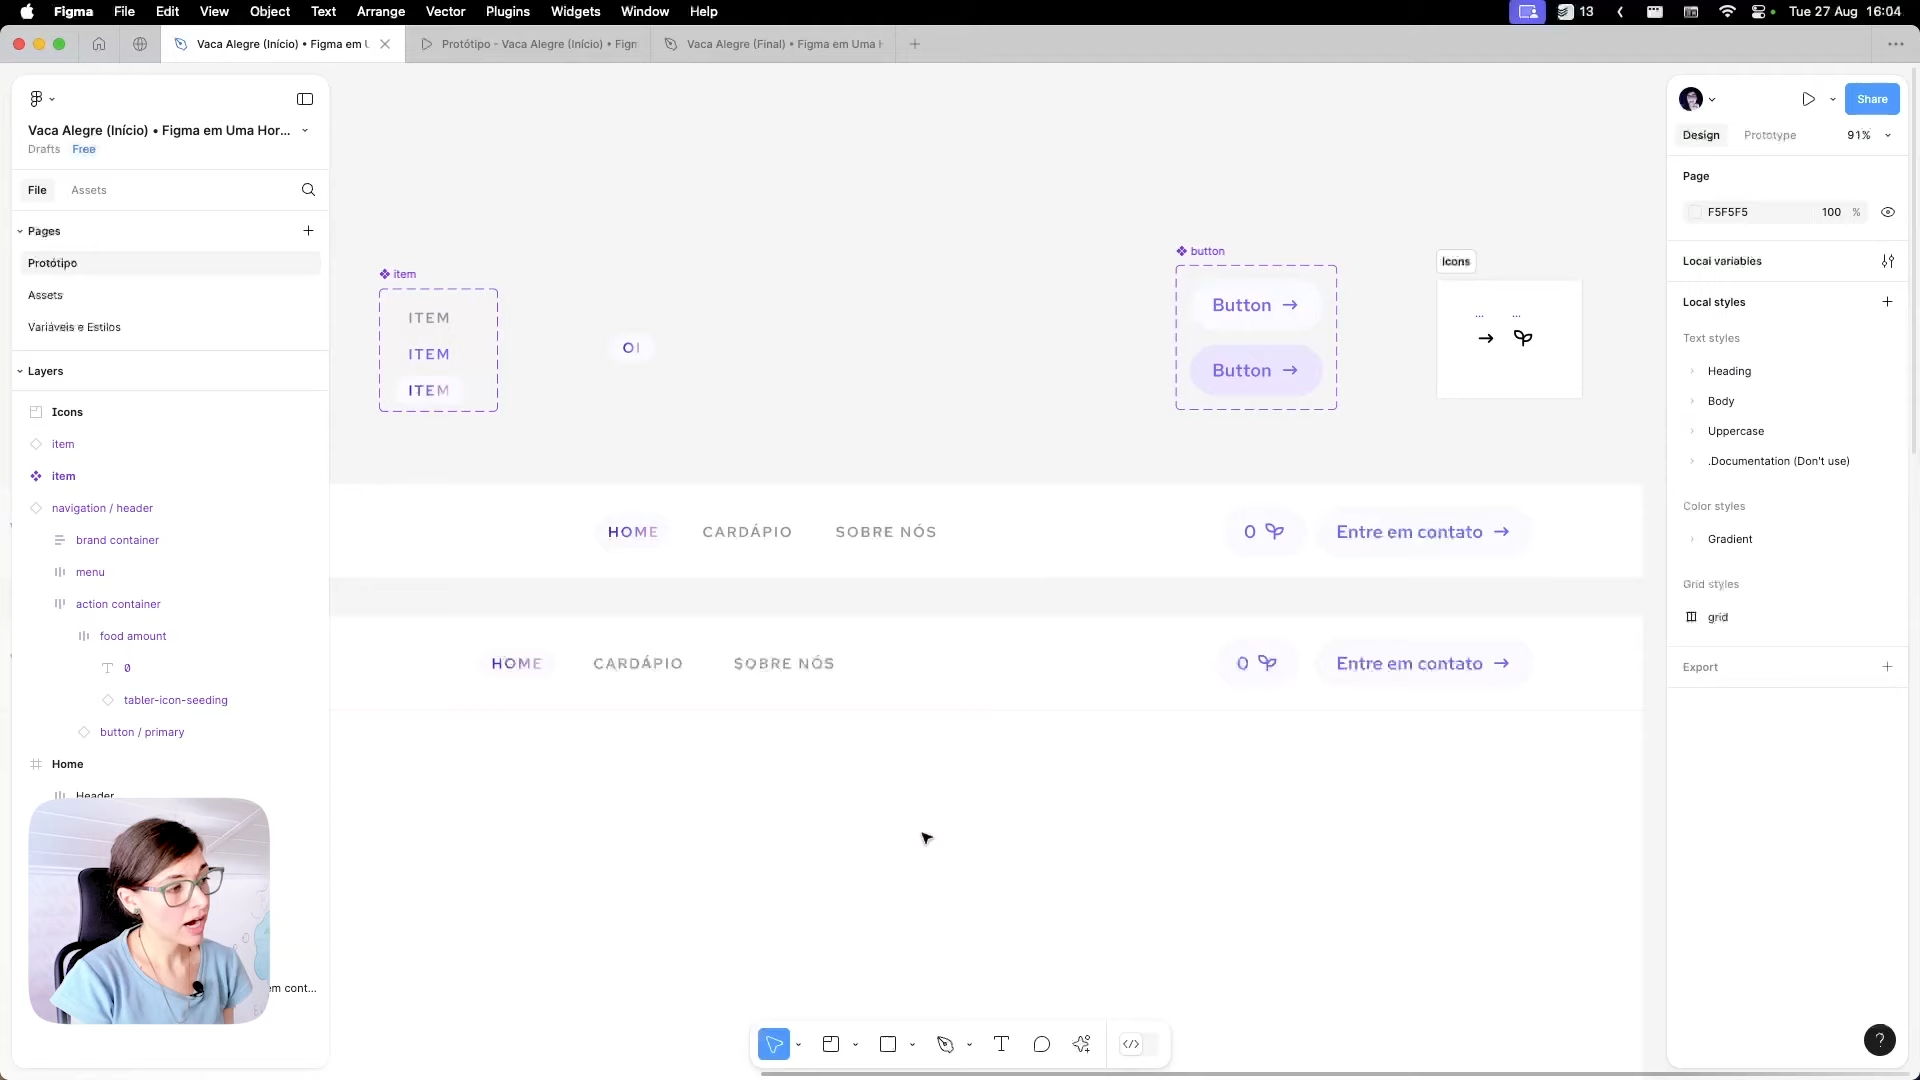 Figma File Edit View Object Text Arrange Vector Plugins Widgets Window Help 13 Tue 27 Aug 16:04
Vaca Alegre (Início) • Figma em U
Protótipo - Vaca Alegre (Início) • Figm
Vaca Alegre (Final) • Figma em Uma H
Vaca Alegre (Início) • Figma em Uma Hor...
Drafts Free
File Assets
Pages
Protótipo
Assets
Variáveis e Estilos
Layers
Icons
item
item
navigation / header
brand container
menu
action container
food amount
0
tabler-icon-seeding
button / primary
Home
Header
em cont...
item
ITEM
ITEM
ITEM
OI
button
Button →
Button →
Icons
... ...
HOME CARDÁPIO SOBRE NÓS 0 Entre em contato →
HOME CARDÁPIO SOBRE NÓS 0 Entre em contato →
Share
Design Prototype 91%
Page
F5F5F5 100 %
Local variables
Local styles
Text styles
Heading
Body
Uppercase
.Documentation (Don't use)
Color styles
Gradient
Grid styles
grid
Export
?